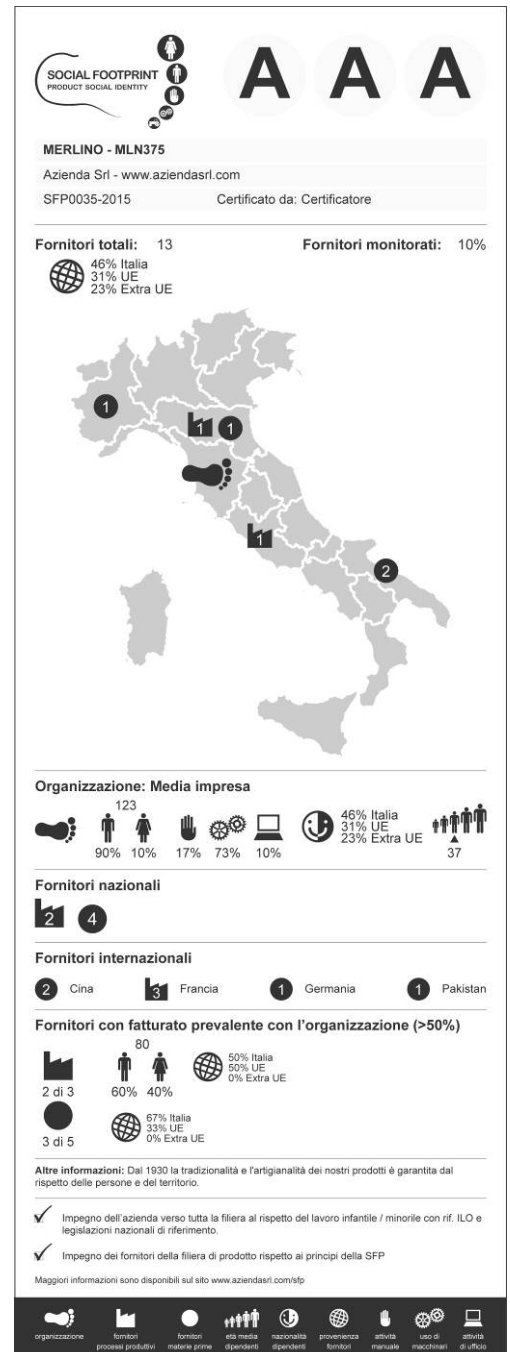 SOCIAL FOOTPRINT
PRODUCT SOCIAL IDENTITY
A A A
MERLINO - MLN375
Azienda Srl - www.aziendasrl.com
SFP0035-2015 Certificato da: Certificatore
Fornitori totali: 13 Fornitori monitorati: 10%
46% Italia
31% UE
23% Extra UE
1
1 1
1
2
Organizzazione: Media impresa
123
90% 10% 17% 73% 10%
46% Italia
31% UE
23% Extra UE
37
Fornitori nazionali
2 4
Fornitori internazionali
2 Cina 3 Francia 1 Germania 1 Pakistan
Fornitori con fatturato prevalente con l'organizzazione (>50%)
80
2 di 3 60% 40%
50% Italia
50% UE
0% Extra UE
3 di 5
67% Italia
33% UE
0% Extra UE
Altre informazioni: Dal 1930 la tradizionalità e l'artigianalità dei nostri prodotti è garantita dal
rispetto delle persone e del territorio.
Impegno dell'azienda verso tutta la filiera al rispetto del lavoro infantile / minorile con rif. ILO e
legislazioni nazionali di riferimento.
Impegno dei fornitori della filiera di prodotto rispetto ai principi della SFP
Maggiori informazioni sono disponibili sul sito www.aziendasrl.com/sfp
organizzazione
fornitori
processi produttivi
fornitori
materie prime
età media
dipendenti
nazionalità
dipendenti
provenienza
fornitori
attività
manuale
uso di
macchinari
attività
di ufficio